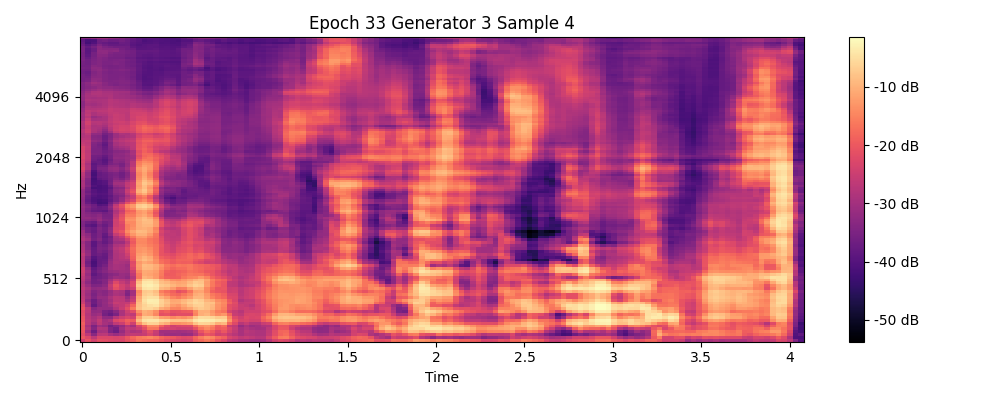 Epoch 33 Generator 3 Sample 4
Hz
4096
2048
1024
512
0
0 0.5 1 1.5 2 2.5 3 3.5 4
Time
-10 dB
-20 dB
-30 dB
-40 dB
-50 dB